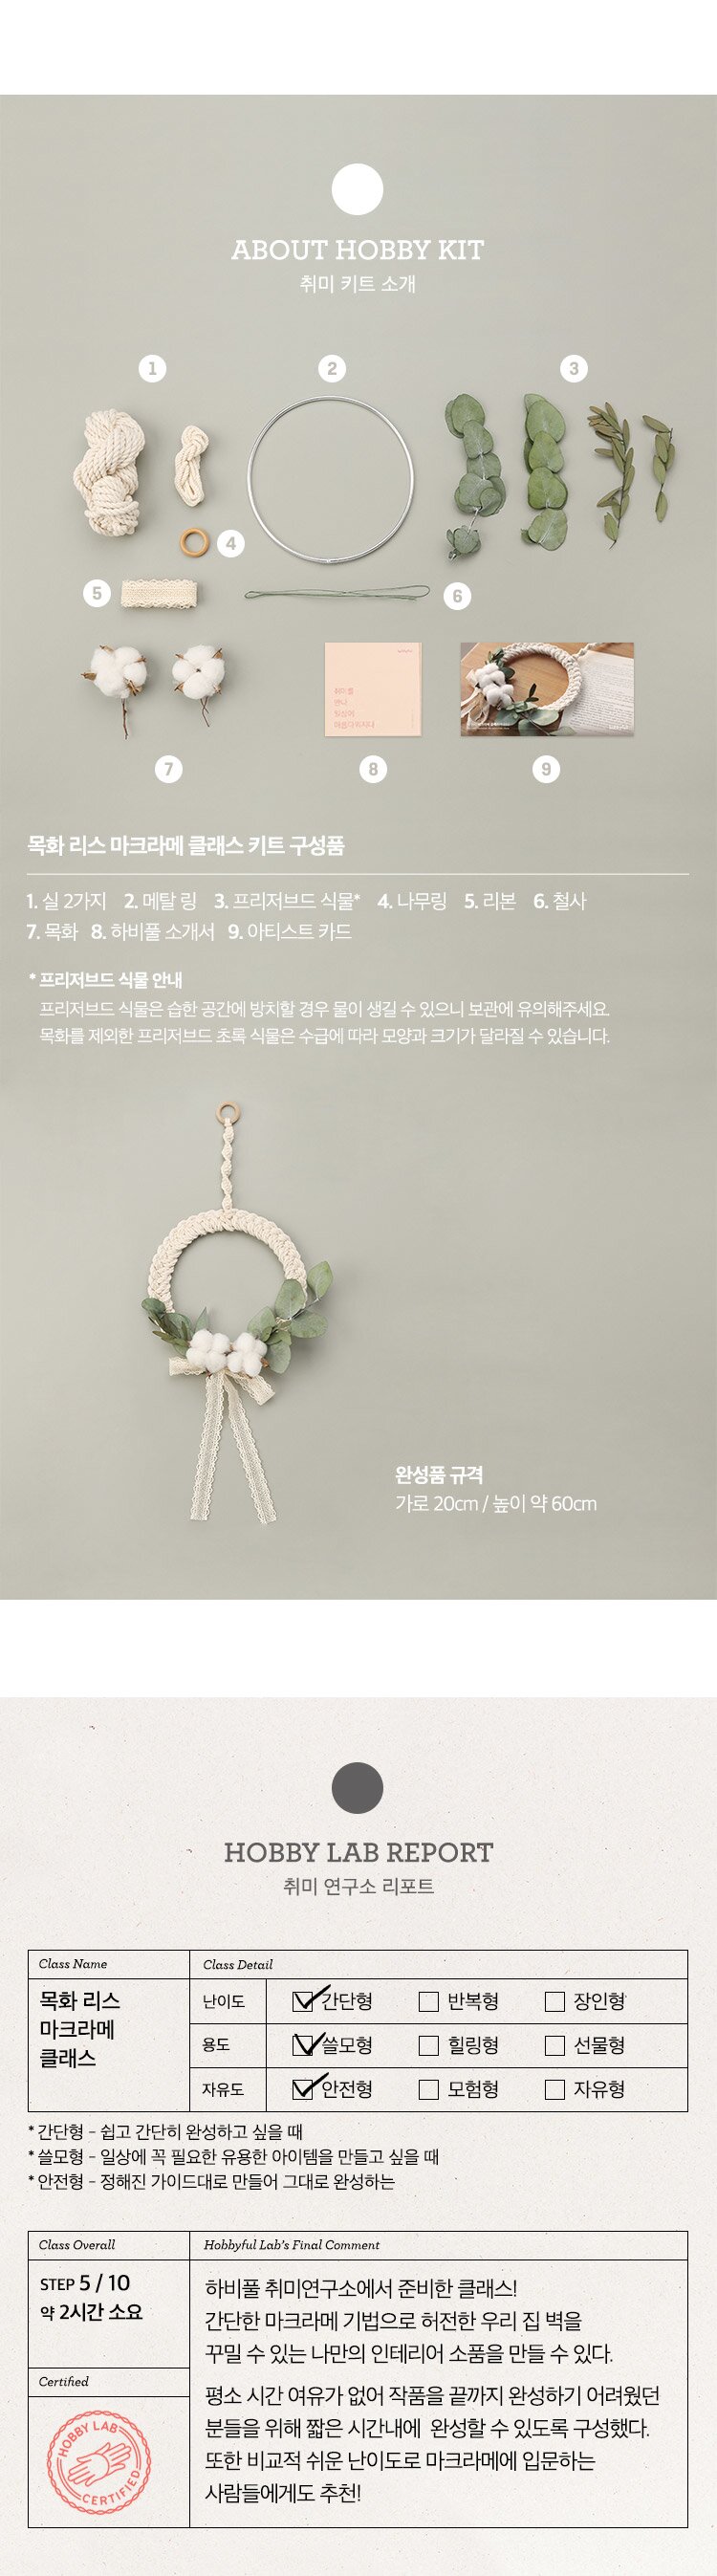 ABOUT HOBBY KIT
취미 키트 소개
1
2
3
4
5
6
취미를
만나
일상이
7
8
9
목화 리스 마크라메 클래스 키트 구성품
1. 실 2가지 2. 메탈 링 3. 프리저브드 식물* 4. 나무링 5. 리본 6. 철사
7. 목화 8. 하비풀 소개서 9. 아티스트 카드
* 프리저브드 식물 안내
프리저브드 식물은 습한 공간에 방치할 경우 물이 생길 수 있으니 보관에 유의해주세요.
목화를 제외한 프리저브드 초록 식물은 수급에 따라 모양과 크기가 달라질 수 있습니다.
완성품 규격
가로 20cm / 높이 약 60cm
HOBBY LAB REPORT
취미 연구소 리포트
Class Name Class Detail
목화 리스
마크라메
클래스
난이도 간단형 반복형 장인형
용도 쓸모형 힐링형 선물형
자유도 안전형 모험형 자유형
* 간단형 - 쉽고 간단히 완성하고 싶을 때
* 쓸모형 - 일상에 꼭 필요한 유용한 아이템을 만들고 싶을 때
* 안전형 - 정해진 가이드대로 만들어 그대로 완성하는
Class Overall Hobbyful Lab's Final Comment
STEP 5 / 10
약 2시간 소요
하비풀 취미연구소에서 준비한 클래스!
간단한 마크라메 기법으로 허전한 우리 집 벽을
꾸밀 수 있는 나만의 인테리어 소품을 만들 수 있다.
평소 시간 여유가 없어 작품을 끝까지 완성하기 어려웠던
분들을 위해 짧은 시간내에 완성할 수 있도록 구성했다.
또한 비교적 쉬운 난이도로 마크라메에 입문하는
사람들에게도 추천!
Certified
HOBBY LAB
CERTIFIED